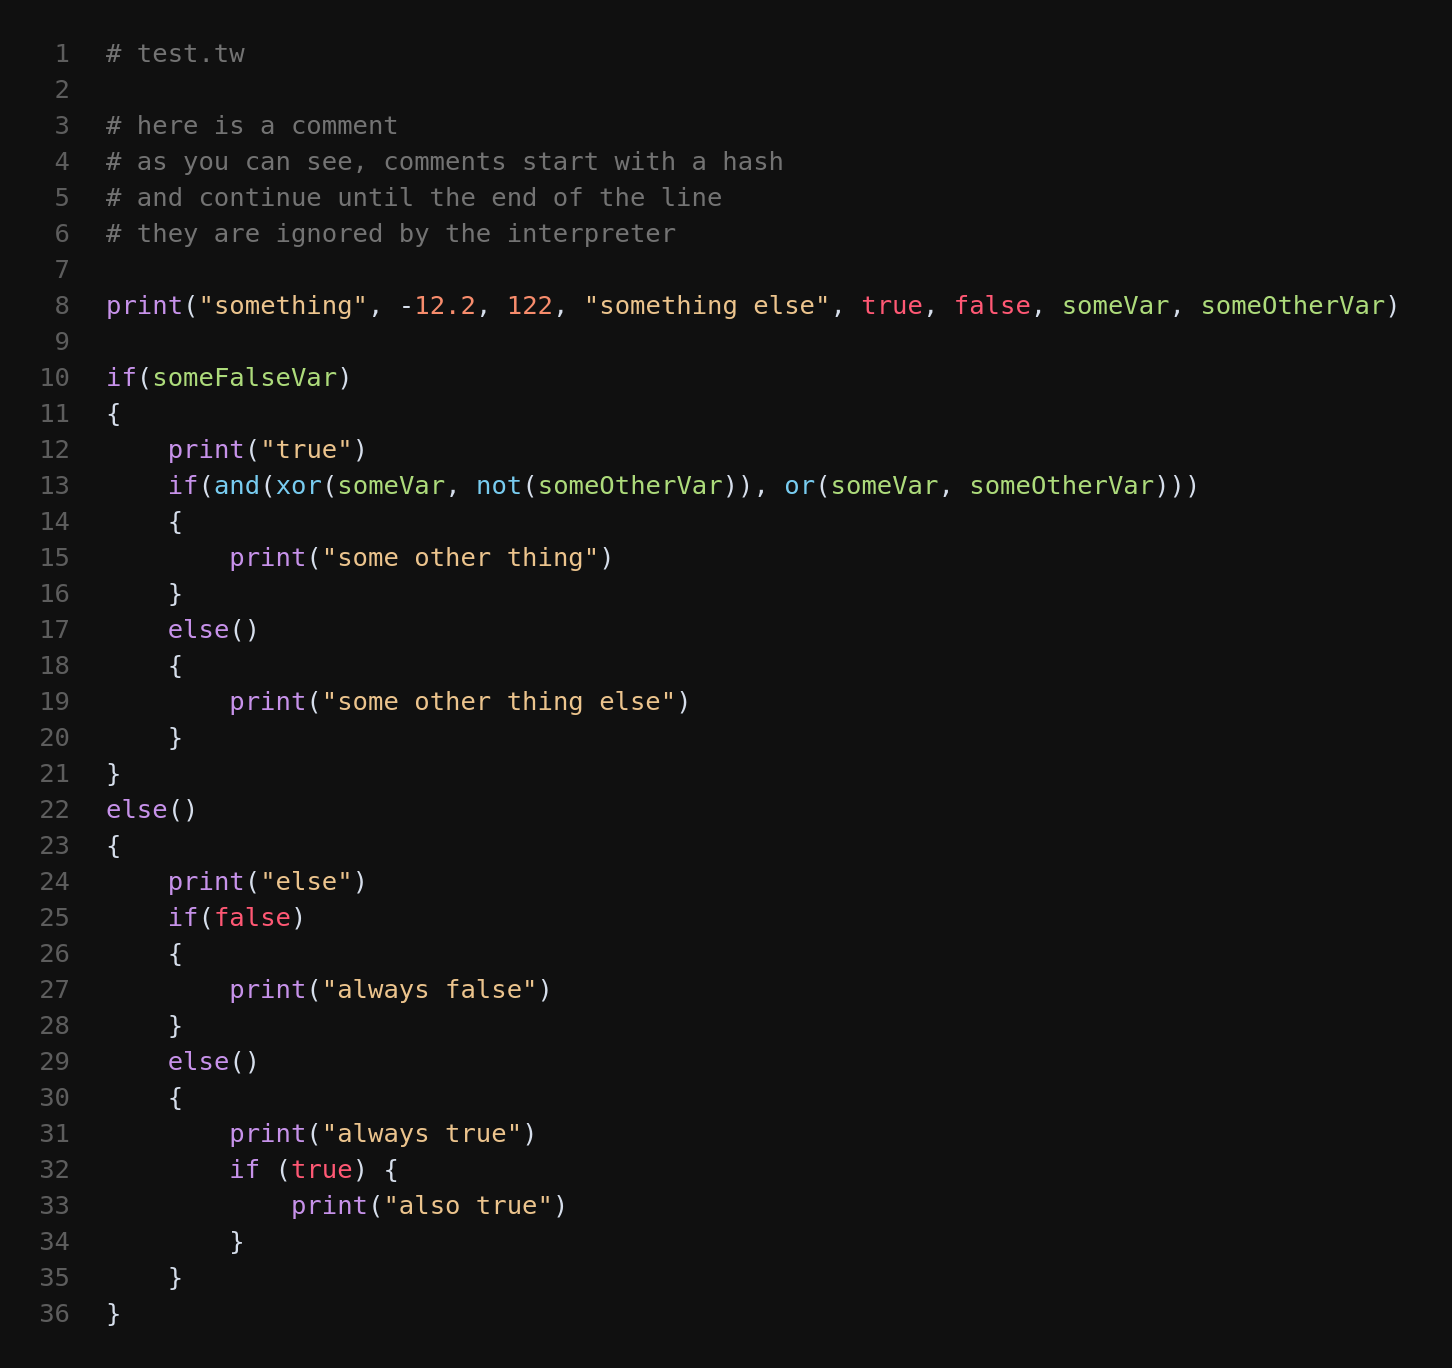 1 # test.tw
2
3 # here is a comment
4 # as you can see, comments start with a hash
5 # and continue until the end of the line
6 # they are ignored by the interpreter
7
8 print("something", -12.2, 122, "something else", true, false, someVar, someOtherVar)
9
10 if(someFalseVar)
11 {
12     print("true")
13     if(and(xor(someVar, not(someOtherVar)), or(someVar, someOtherVar)))
14     {
15         print("some other thing")
16     }
17     else()
18     {
19         print("some other thing else")
20     }
21 }
22 else()
23 {
24     print("else")
25     if(false)
26     {
27         print("always false")
28     }
29     else()
30     {
31         print("always true")
32         if (true) {
33             print("also true")
34         }
35     }
36 }